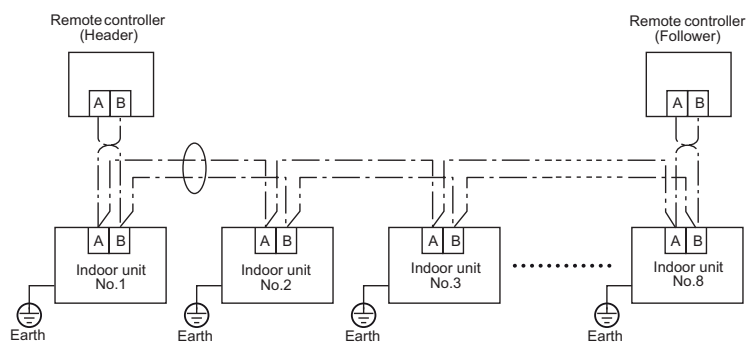 Remote controller
(Header)
Remote controller
(Follower)
A B
A B
A B
A B
A B
A B
Indoor unit
No.1
Indoor unit
No.2
Indoor unit
No.3
Indoor unit
No.8
Earth
Earth
Earth
Earth